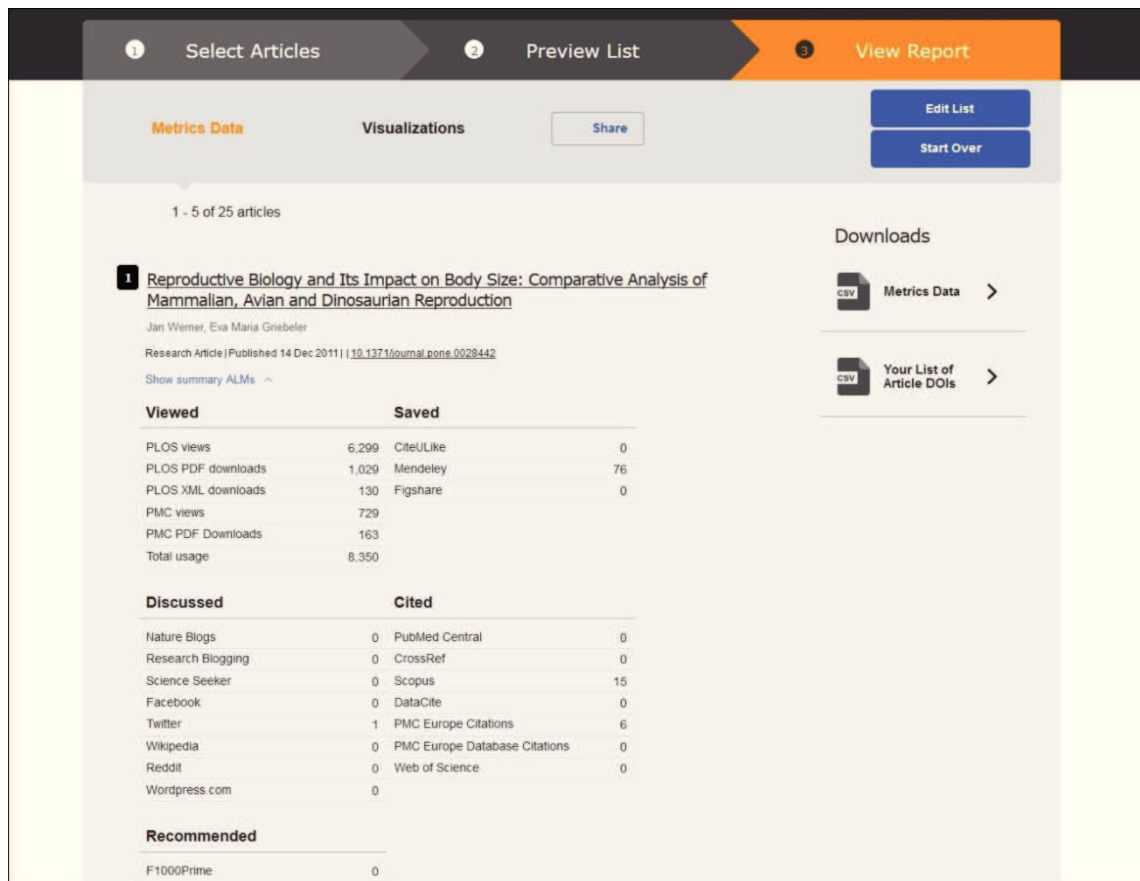 1 Select Articles 2 Preview List 3 View Report
Metrics Data Visualizations Share Edit List
Start Over
1 - 5 of 25 articles
Downloads
CSV Metrics Data
CSV Your List of
Article DOIs
1 Reproductive Biology and Its Impact on Body Size: Comparative Analysis of
Mammalian, Avian and Dinosaurian Reproduction
Jan Werner, Eva Maria Griebeler
Research Article | Published 14 Dec 2011 | | 10.1371/journal.pone.0028442
Show summary ALMs
Viewed Saved
PLOS views 6,299 CiteULike 0
PLOS PDF downloads 1,029 Mendeley 76
PLOS XML downloads 130 Figshare 0
PMC views 729
PMC PDF Downloads 163
Total usage 8,350
Discussed Cited
Nature Blogs 0 PubMed Central 0
Research Blogging 0 CrossRef 0
Science Seeker 0 Scopus 15
Facebook 0 DataCite 0
Twitter 1 PMC Europe Citations 6
Wikipedia 0 PMC Europe Database Citations 0
Reddit 0 Web of Science 0
Wordpress.com 0
Recommended
F1000Prime 0